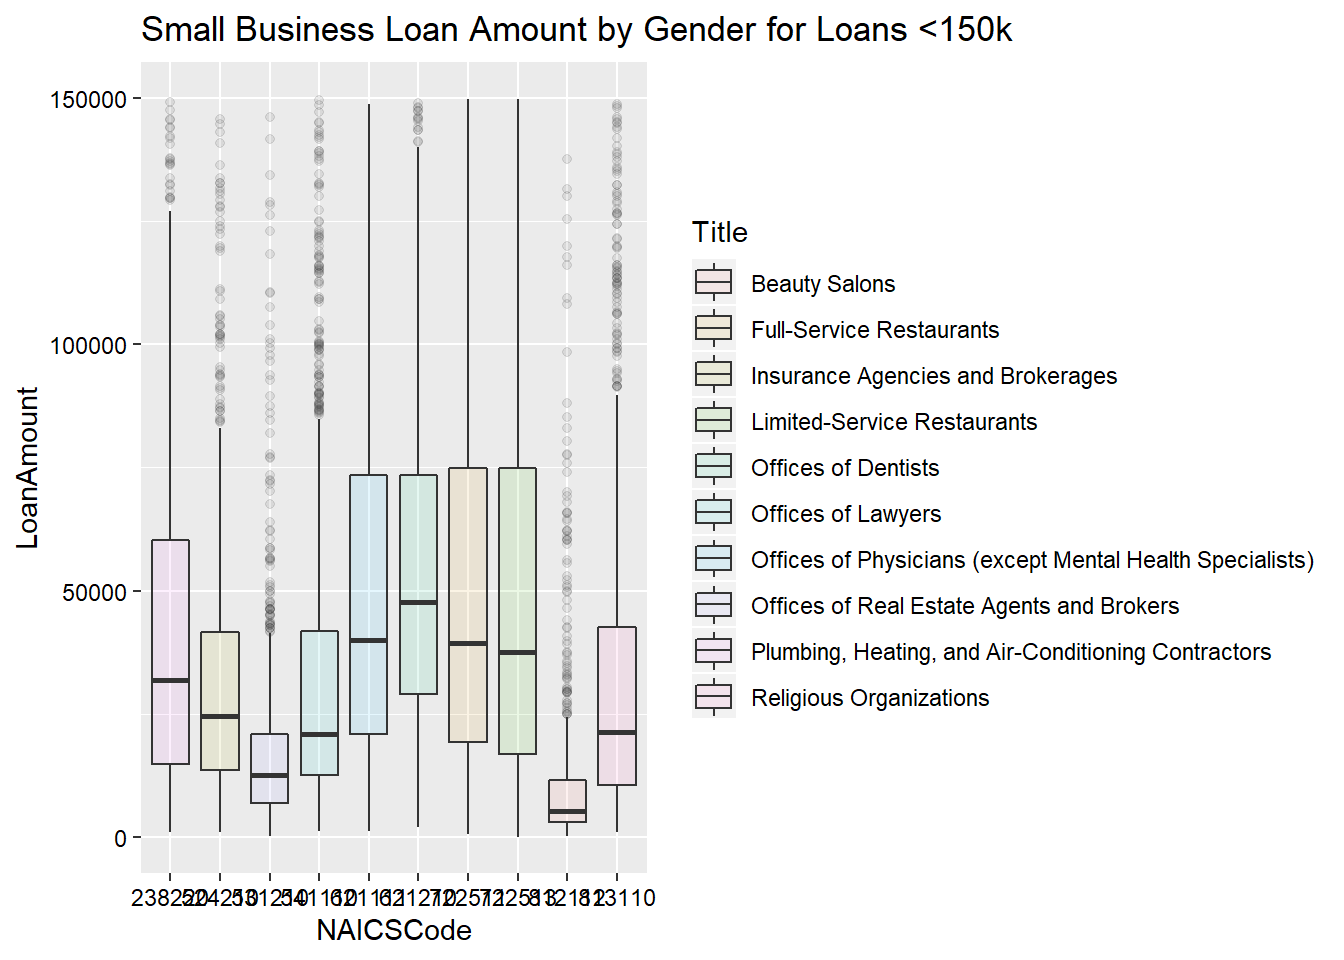 Small Business Loan Amount by Gender for Loans <150k
150000
100000
50000
0
LoanAmount
NAICSCode
Title
Beauty Salons
Full-Service Restaurants
Insurance Agencies and Brokerages
Limited-Service Restaurants
Offices of Dentists
Offices of Lawyers
Offices of Physicians (except Mental Health Specialists)
Offices of Real Estate Agents and Brokers
Plumbing, Heating, and Air-Conditioning Contractors
Religious Organizations